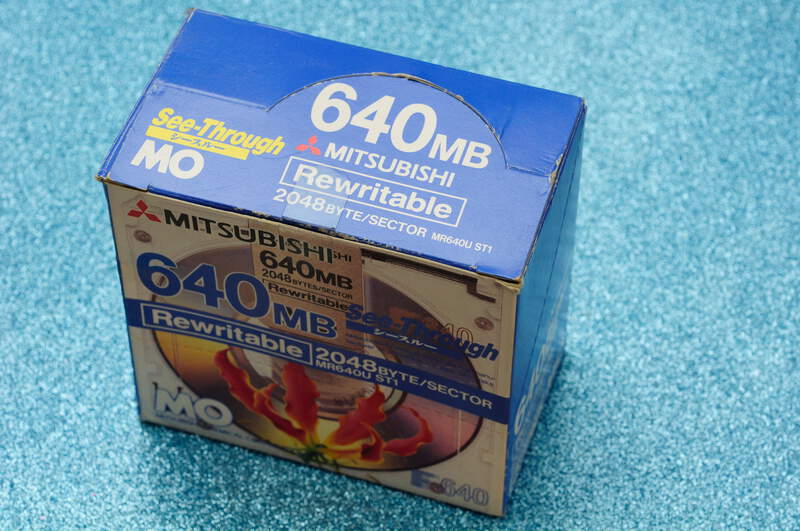 640MB
MITSUBISHI
See-Through
シースルー
MO
Rewritable
2048BYTE/SECTOR MR640U ST1
MITSUBISHI
640MB
2048BYTES/SECTOR
Rewritable
640MB
See-Through
シースルー
Rewritable
2048BYTE/SECTOR
MR640U ST1
MO
640